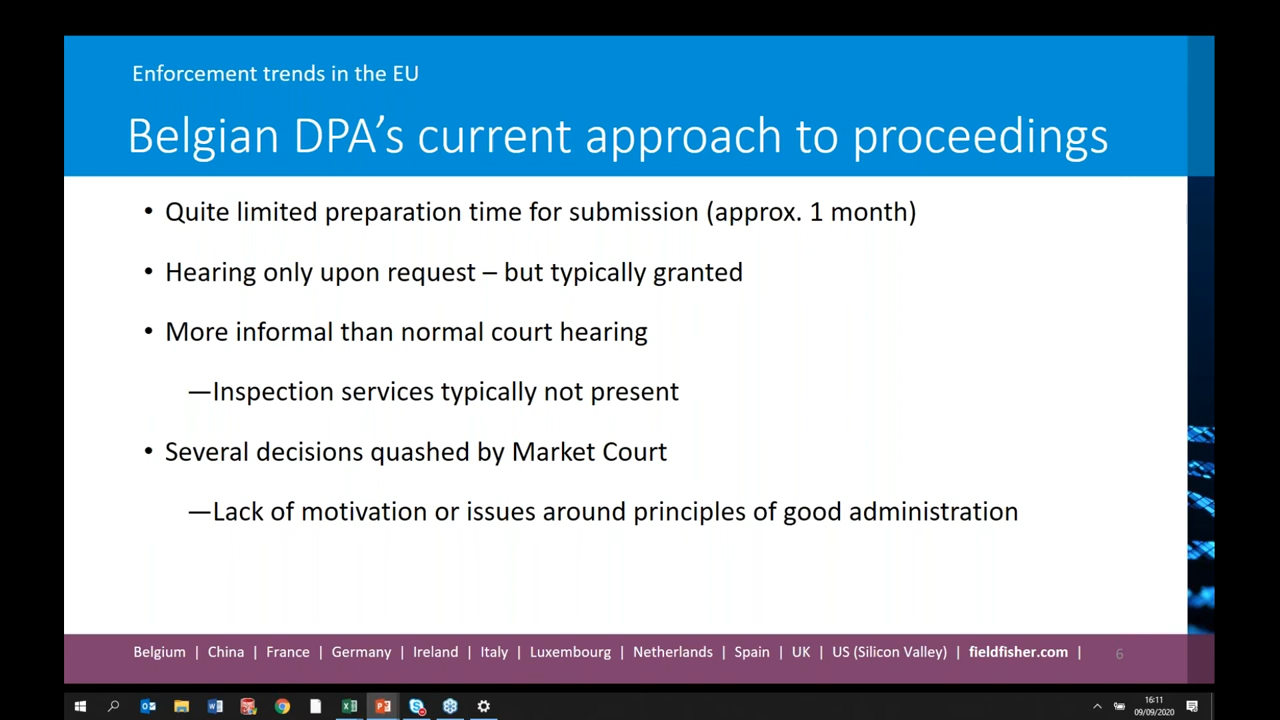 Enforcement trends in the EU
Belgian DPA’s current approach to proceedings
• Quite limited preparation time for submission (approx. 1 month)
• Hearing only upon request – but typically granted
• More informal than normal court hearing
—Inspection services typically not present
• Several decisions quashed by Market Court
—Lack of motivation or issues around principles of good administration
Belgium | China | France | Germany | Ireland | Italy | Luxembourg | Netherlands | Spain | UK | US (Silicon Valley) | fieldfisher.com | 6
16:11
09/09/2020